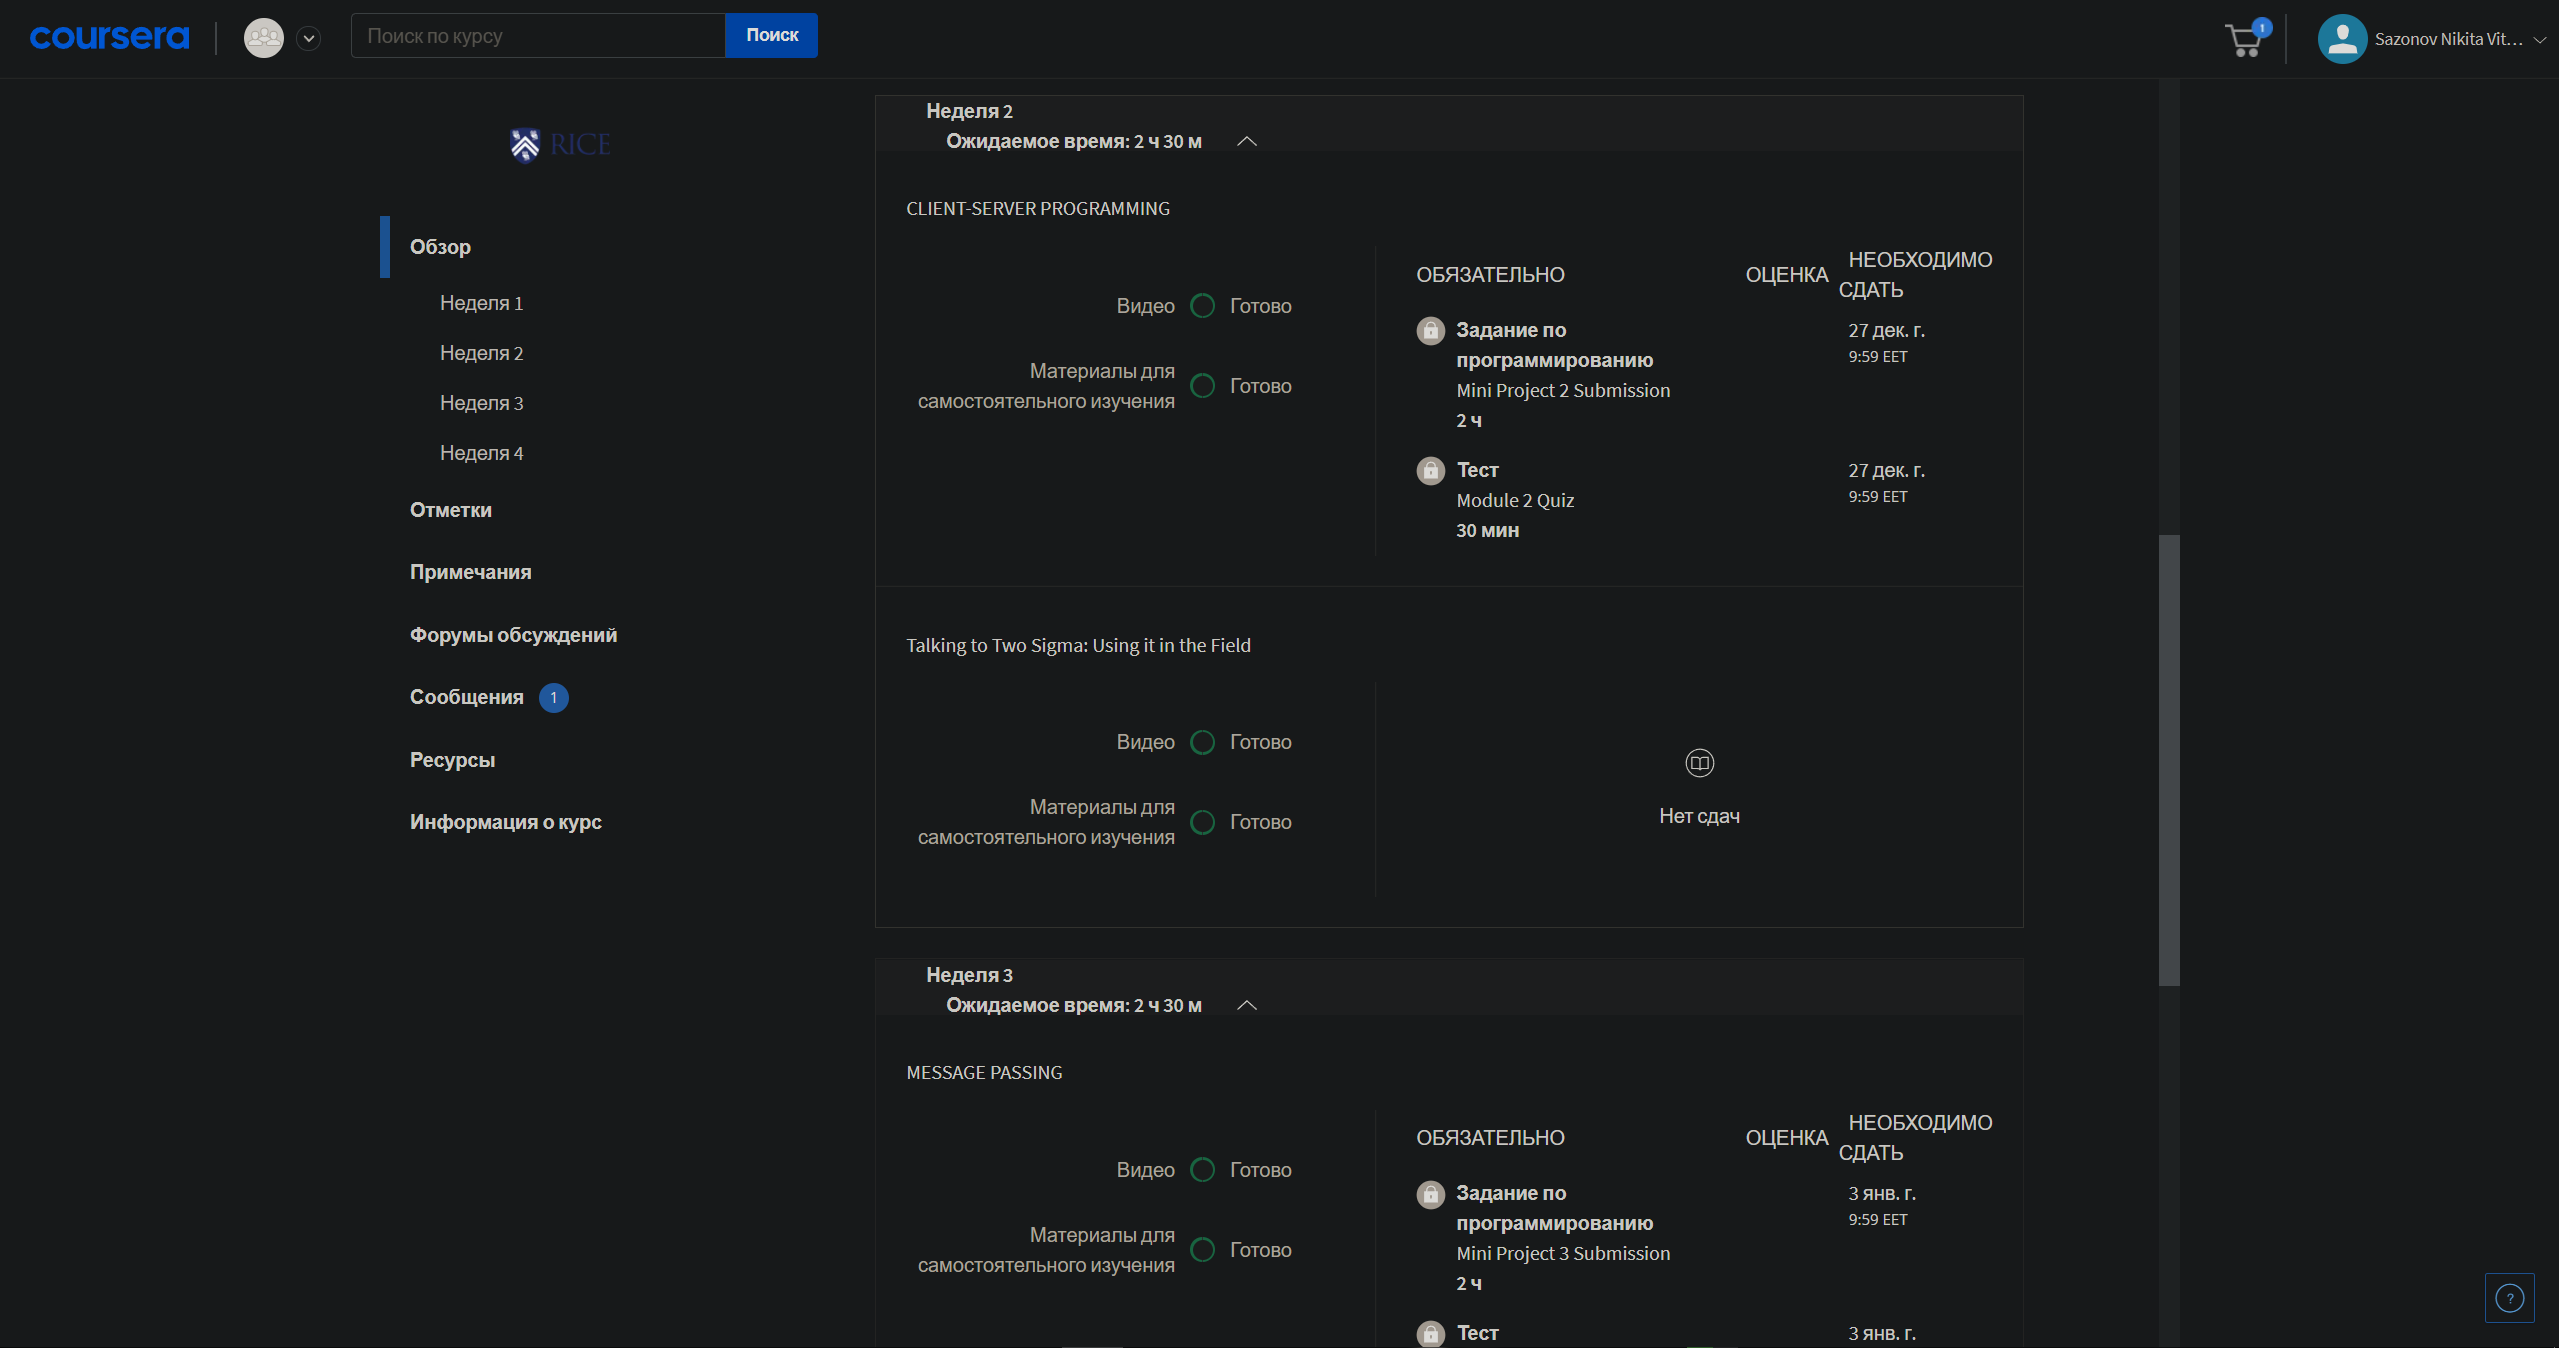 coursera
Поиск по курсу
Поиск
1
Sazonov Nikita Vit...
RICE
Обзор
Неделя 1
Неделя 2
Неделя 3
Неделя 4
Отметки
Примечания
Форумы обсуждений
Сообщения 1
Ресурсы
Информация о курс
Неделя 2
Ожидаемое время: 2 ч 30 м
CLIENT-SERVER PROGRAMMING
Видео Готово
Материалы для
самостоятельного изучения Готово
ОБЯЗАТЕЛЬНО ОЦЕНКА НЕОБХОДИМО
СДАТЬ
Задание по 27 дек. г.
программированию 9:59 EET
Mini Project 2 Submission
2 ч
Тест 27 дек. г.
Module 2 Quiz 9:59 EET
30 мин
Talking to Two Sigma: Using it in the Field
Видео Готово
Материалы для
самостоятельного изучения Готово
Нет сдач
Неделя 3
Ожидаемое время: 2 ч 30 м
MESSAGE PASSING
Видео Готово
Материалы для
самостоятельного изучения Готово
ОБЯЗАТЕЛЬНО ОЦЕНКА НЕОБХОДИМО
СДАТЬ
Задание по 3 янв. г.
программированию 9:59 EET
Mini Project 3 Submission
2 ч
Тест 3 янв. г.
?